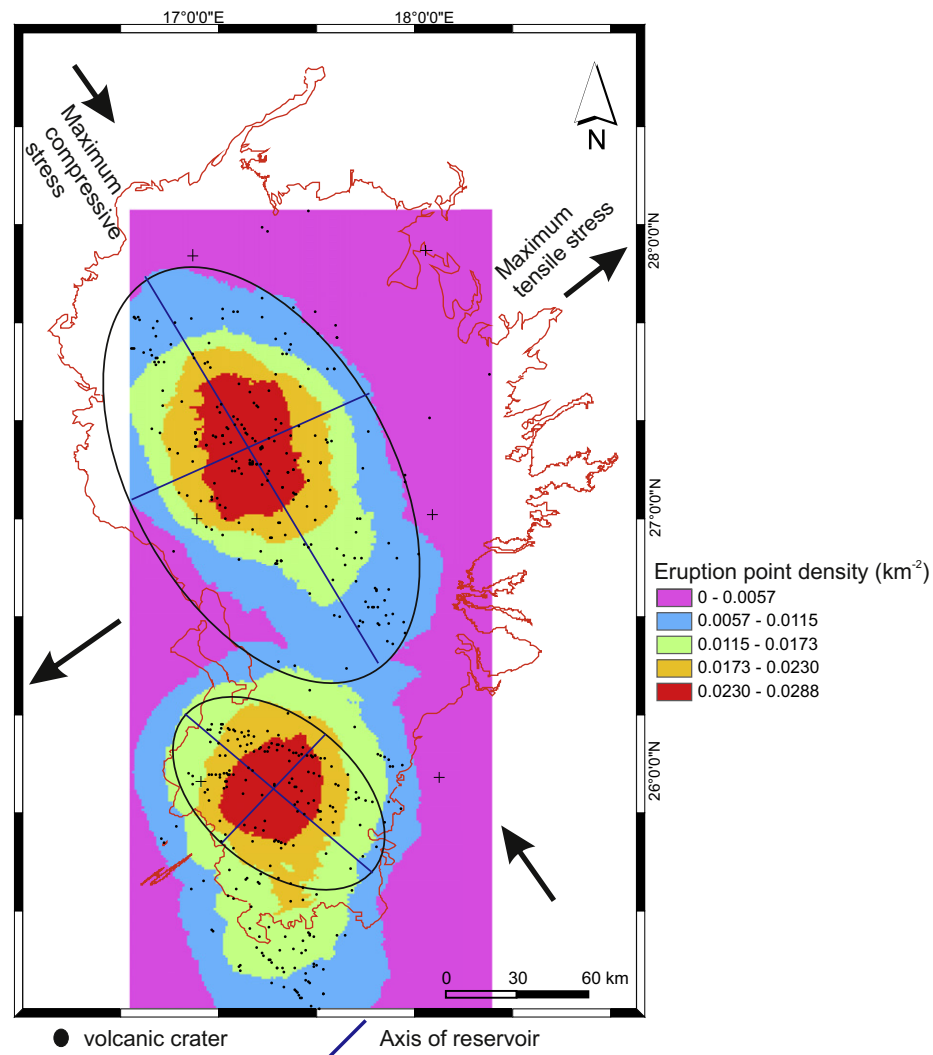 17°0'0"E
18°0'0"E
Maximum
compressive
stress
N
Maximum
tensile stress
28°0'0"N
27°0'0"N
26°0'0"N
Eruption point density (km⁻²)
0 - 0.0057
0.0057 - 0.0115
0.0115 - 0.0173
0.0173 - 0.0230
0.0230 - 0.0288
0 30 60 km
volcanic crater
Axis of reservoir